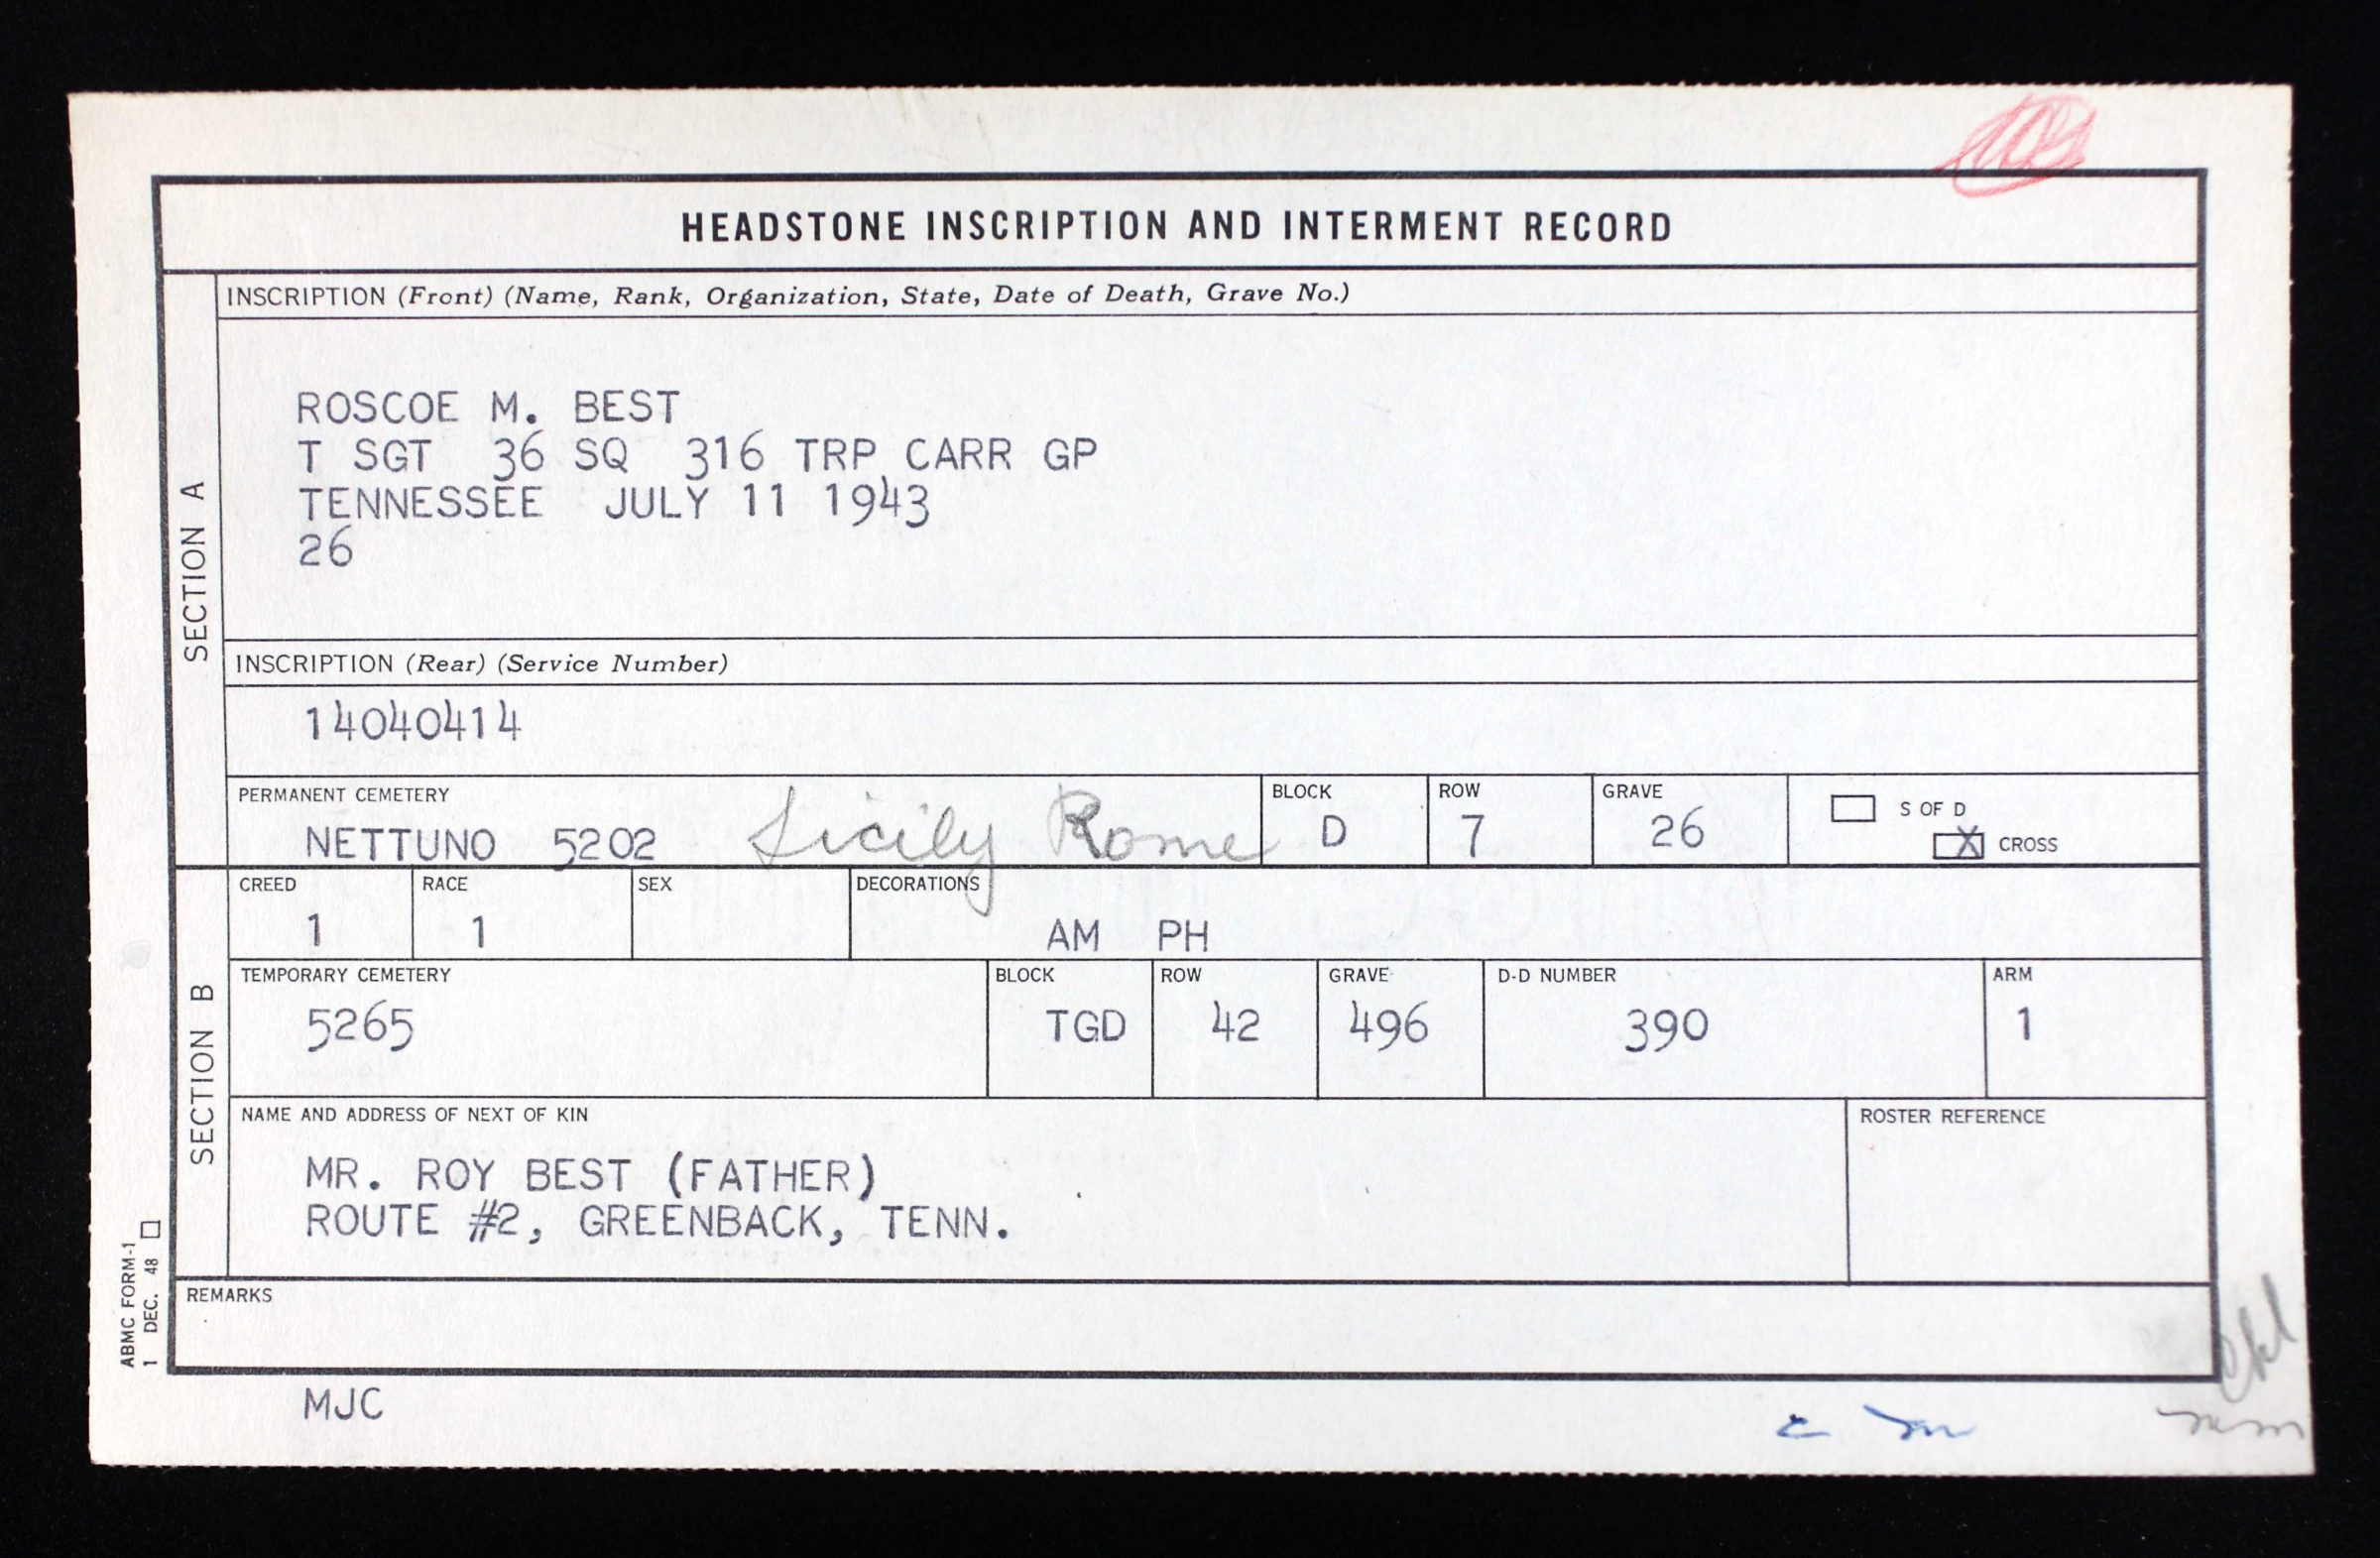 HEADSTONE INSCRIPTION AND INTERMENT RECORD
SECTION A
INSCRIPTION (Front) (Name, Rank, Organization, State, Date of Death, Grave No.)
ROSCOE M. BEST
T SGT 36 SQ 316 TRP CARR GP
TENNESSEE JULY 11 1943
26
INSCRIPTION (Rear) (Service Number)
14040414
PERMANENT CEMETERY
NETTUNO 5202 Sicily Rome
BLOCK
D
ROW
7
GRAVE
26
S OF D
X CROSS
SECTION B
CREED
1
RACE
1
SEX
DECORATIONS
AM PH
TEMPORARY CEMETERY
5265
BLOCK
TGD
ROW
42
GRAVE
496
D-D NUMBER
390
ARM
1
NAME AND ADDRESS OF NEXT OF KIN
MR. ROY BEST (FATHER)
ROUTE #2, GREENBACK, TENN.
ROSTER REFERENCE
REMARKS
ABMC FORM-1
1 DEC. 48
MJC